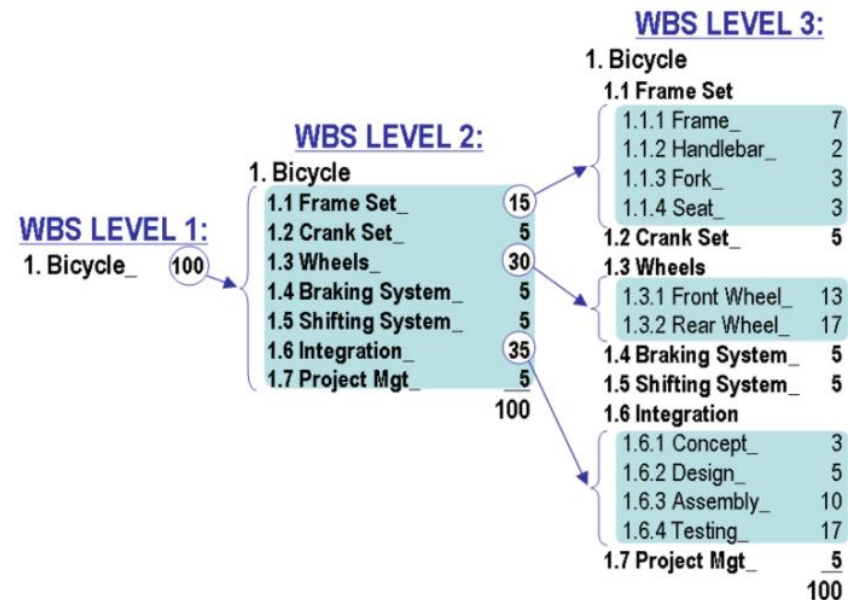 WBS LEVEL 1:
1. Bicycle_ 100
WBS LEVEL 2:
1. Bicycle
1.1 Frame Set_ 15
1.2 Crank Set_ 5
1.3 Wheels_ 30
1.4 Braking System_ 5
1.5 Shifting System_ 5
1.6 Integration_ 35
1.7 Project Mgt_ 5
100
WBS LEVEL 3:
1. Bicycle
1.1 Frame Set
1.1.1 Frame_ 7
1.1.2 Handlebar_ 2
1.1.3 Fork_ 3
1.1.4 Seat_ 3
1.2 Crank Set_ 5
1.3 Wheels
1.3.1 Front Wheel_ 13
1.3.2 Rear Wheel_ 17
1.4 Braking System_ 5
1.5 Shifting System_ 5
1.6 Integration
1.6.1 Concept_ 3
1.6.2 Design_ 5
1.6.3 Assembly_ 10
1.6.4 Testing_ 17
1.7 Project Mgt_ 5
100